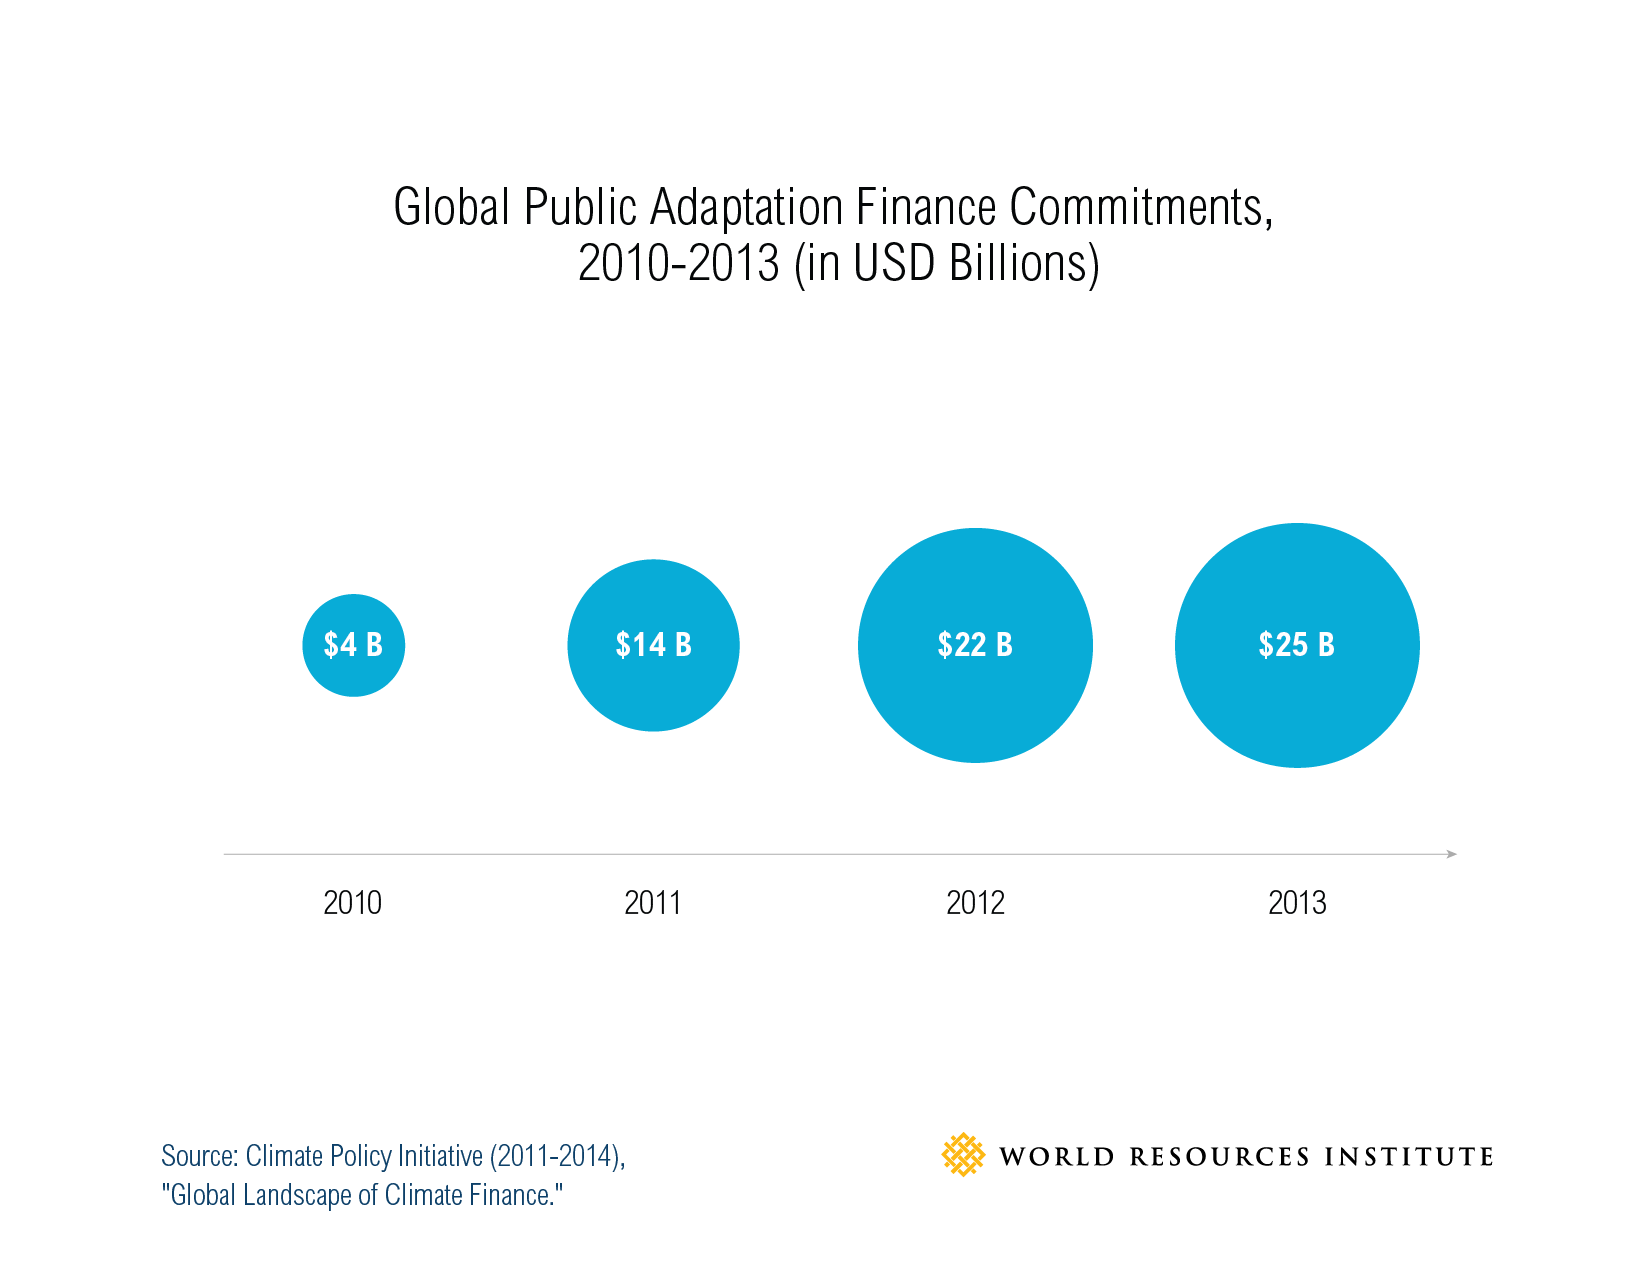 Global Public Adaptation Finance Commitments,
2010-2013 (in USD Billions)
$4 B
$14 B
$22 B
$25 B
2010
2011
2012
2013
Source: Climate Policy Initiative (2011-2014),
"Global Landscape of Climate Finance."
WORLD RESOURCES INSTITUTE